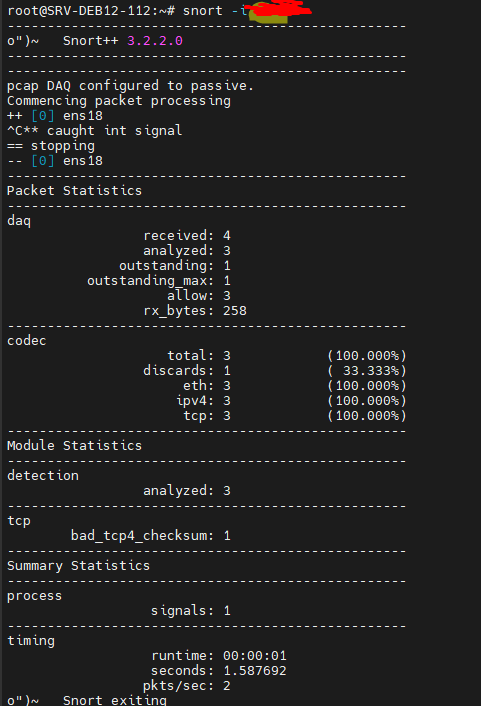 root@SRV-DEB12-112:~# snort -i
--------------------------------------------------
o")~   Snort++ 3.2.2.0
--------------------------------------------------
--------------------------------------------------
pcap DAQ configured to passive.
Commencing packet processing
++ [0] ens18
^C** caught int signal
== stopping
-- [0] ens18
--------------------------------------------------
Packet Statistics
--------------------------------------------------
daq
                 received: 4
                 analyzed: 3
              outstanding: 1
          outstanding_max: 1
                    allow: 3
                 rx_bytes: 258
--------------------------------------------------
codec
                    total: 3            (100.000%)
                 discards: 1            ( 33.333%)
                      eth: 3            (100.000%)
                     ipv4: 3            (100.000%)
                      tcp: 3            (100.000%)
--------------------------------------------------
Module Statistics
--------------------------------------------------
detection
                 analyzed: 3
--------------------------------------------------
tcp
        bad_tcp4_checksum: 1
--------------------------------------------------
Summary Statistics
--------------------------------------------------
process
                  signals: 1
--------------------------------------------------
timing
                  runtime: 00:00:01
                  seconds: 1.587692
                 pkts/sec: 2
o")~   Snort exiting